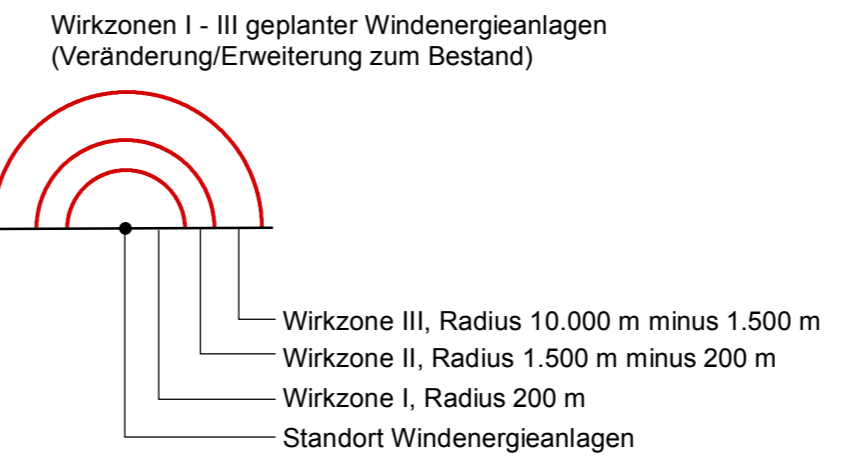 Wirkzonen I - III geplanter Windenergieanlagen
(Veränderung/Erweiterung zum Bestand)
Wirkzone III, Radius 10.000 m minus 1.500 m
Wirkzone II, Radius 1.500 m minus 200 m
Wirkzone I, Radius 200 m
Standort Windenergieanlagen